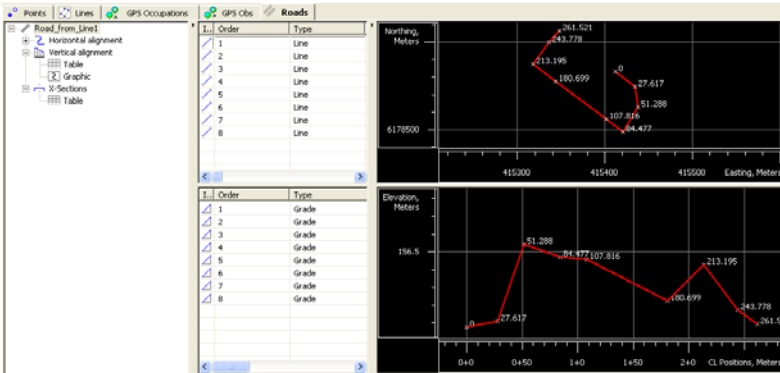 Points Lines GPS Occupations GPS Obs Roads
Road_from_Line1
Horizontal alignment
Vertical alignment
Table
Graphic
X-Sections
Table
I.. Order Type
1 Line
2 Line
3 Line
4 Line
5 Line
6 Line
7 Line
8 Line
Northing,
Meters
261.521
243.778
213.195
180.699
0
27.617
51.288
107.816
84.477
6178500
415300 415400 415500 Easting, Meters
I.. Order Type
1 Grade
2 Grade
3 Grade
4 Grade
5 Grade
6 Grade
7 Grade
8 Grade
Elevation,
Meters
156.5
0
27.617
51.288
84.477
107.816
180.699
213.195
243.778
261.5
0+0 0+50 1+0 1+50 2+0 CL Positions, Meters